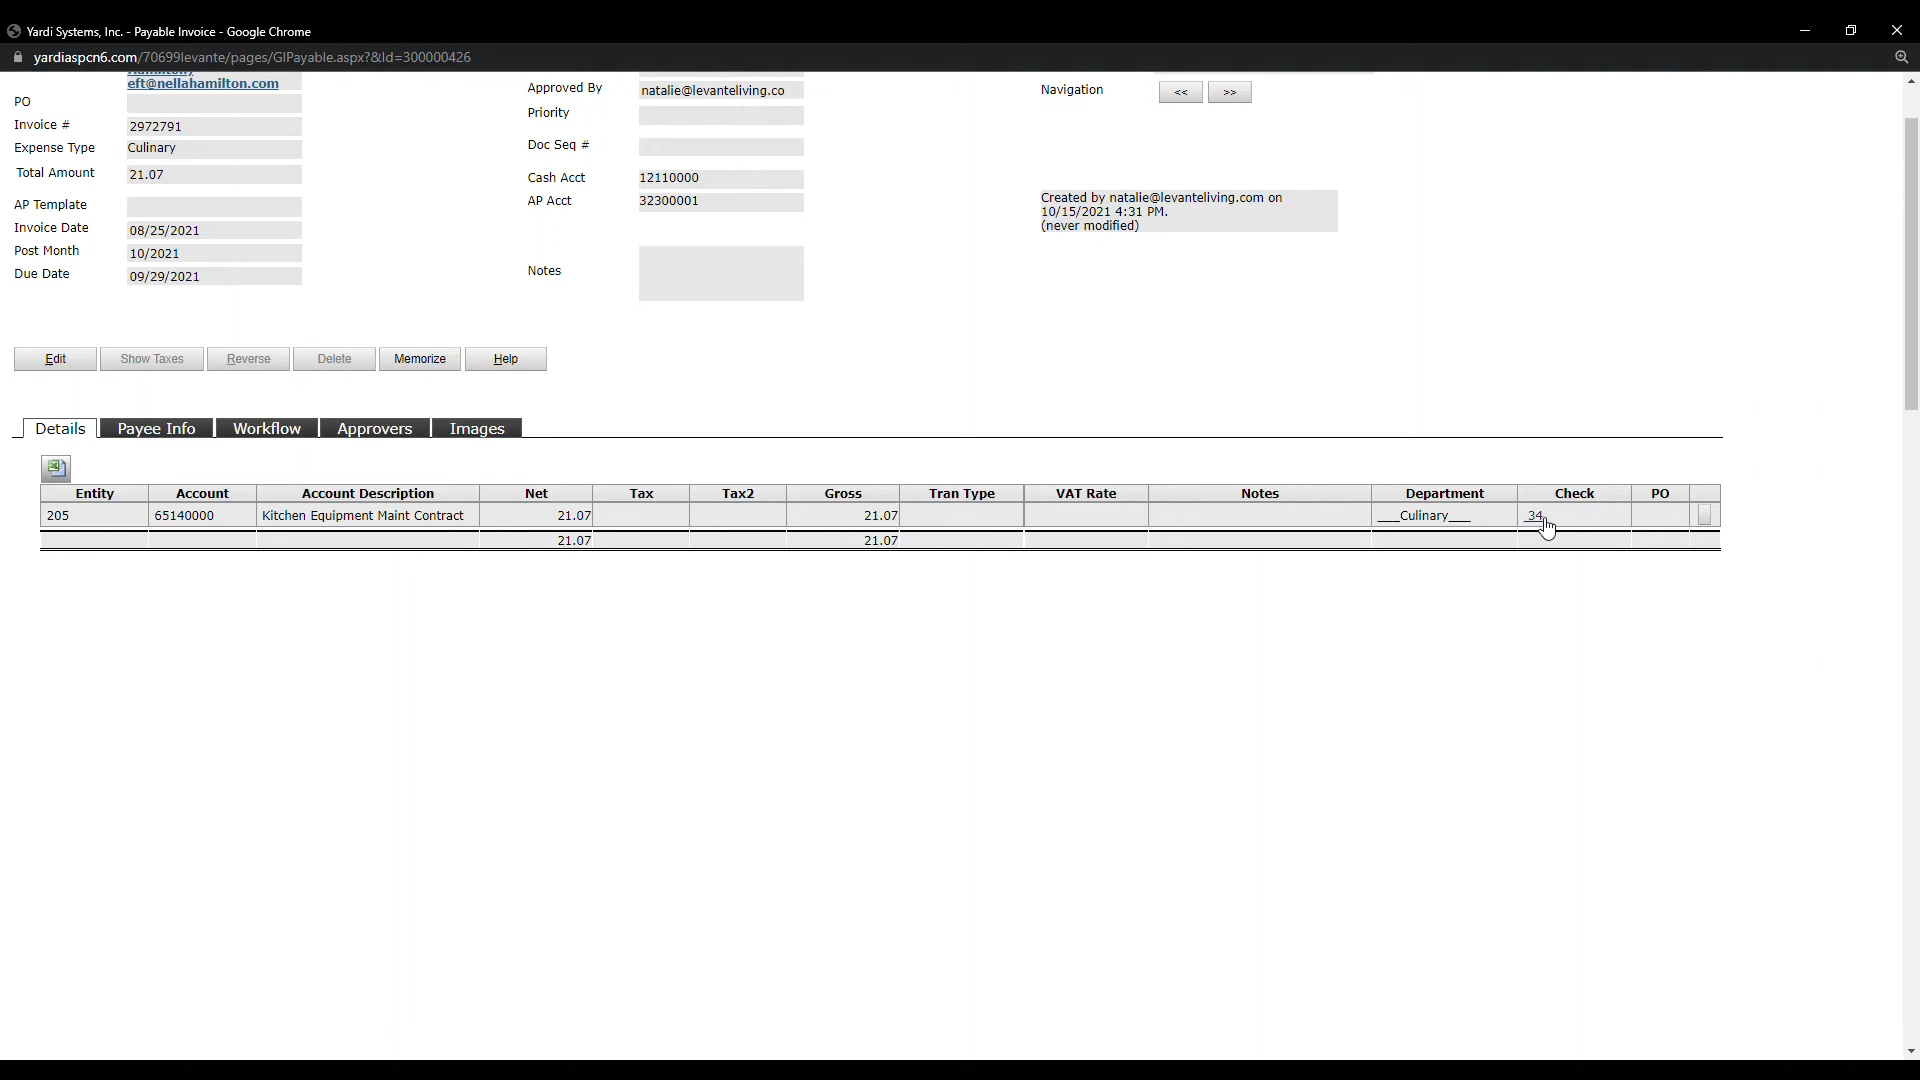 Yardi Systems, Inc. - Payable Invoice - Google Chrome
yardiaspcn6.com/70699levante/pages/GlPayable.aspx?&Id=300000426
Hamilton)
eft@nellahamilton.com
PO
Invoice # 2972791
Expense Type Culinary
Total Amount 21.07
AP Template
Invoice Date 08/25/2021
Post Month 10/2021
Due Date 09/29/2021
Approved By natalie@levanteliving.co
Priority
Doc Seq #
Cash Acct 12110000
AP Acct 32300001
Notes
Navigation << >>
Created by natalie@levanteliving.com on
10/15/2021 4:31 PM.
(never modified)
Edit Show Taxes Reverse Delete Memorize Help
Details Payee Info Workflow Approvers Images
Entity Account Account Description Net Tax Tax2 Gross Tran Type VAT Rate Notes Department Check PO
205 65140000 Kitchen Equipment Maint Contract 21.07 21.07 ___Culinary___ 34
21.07 21.07